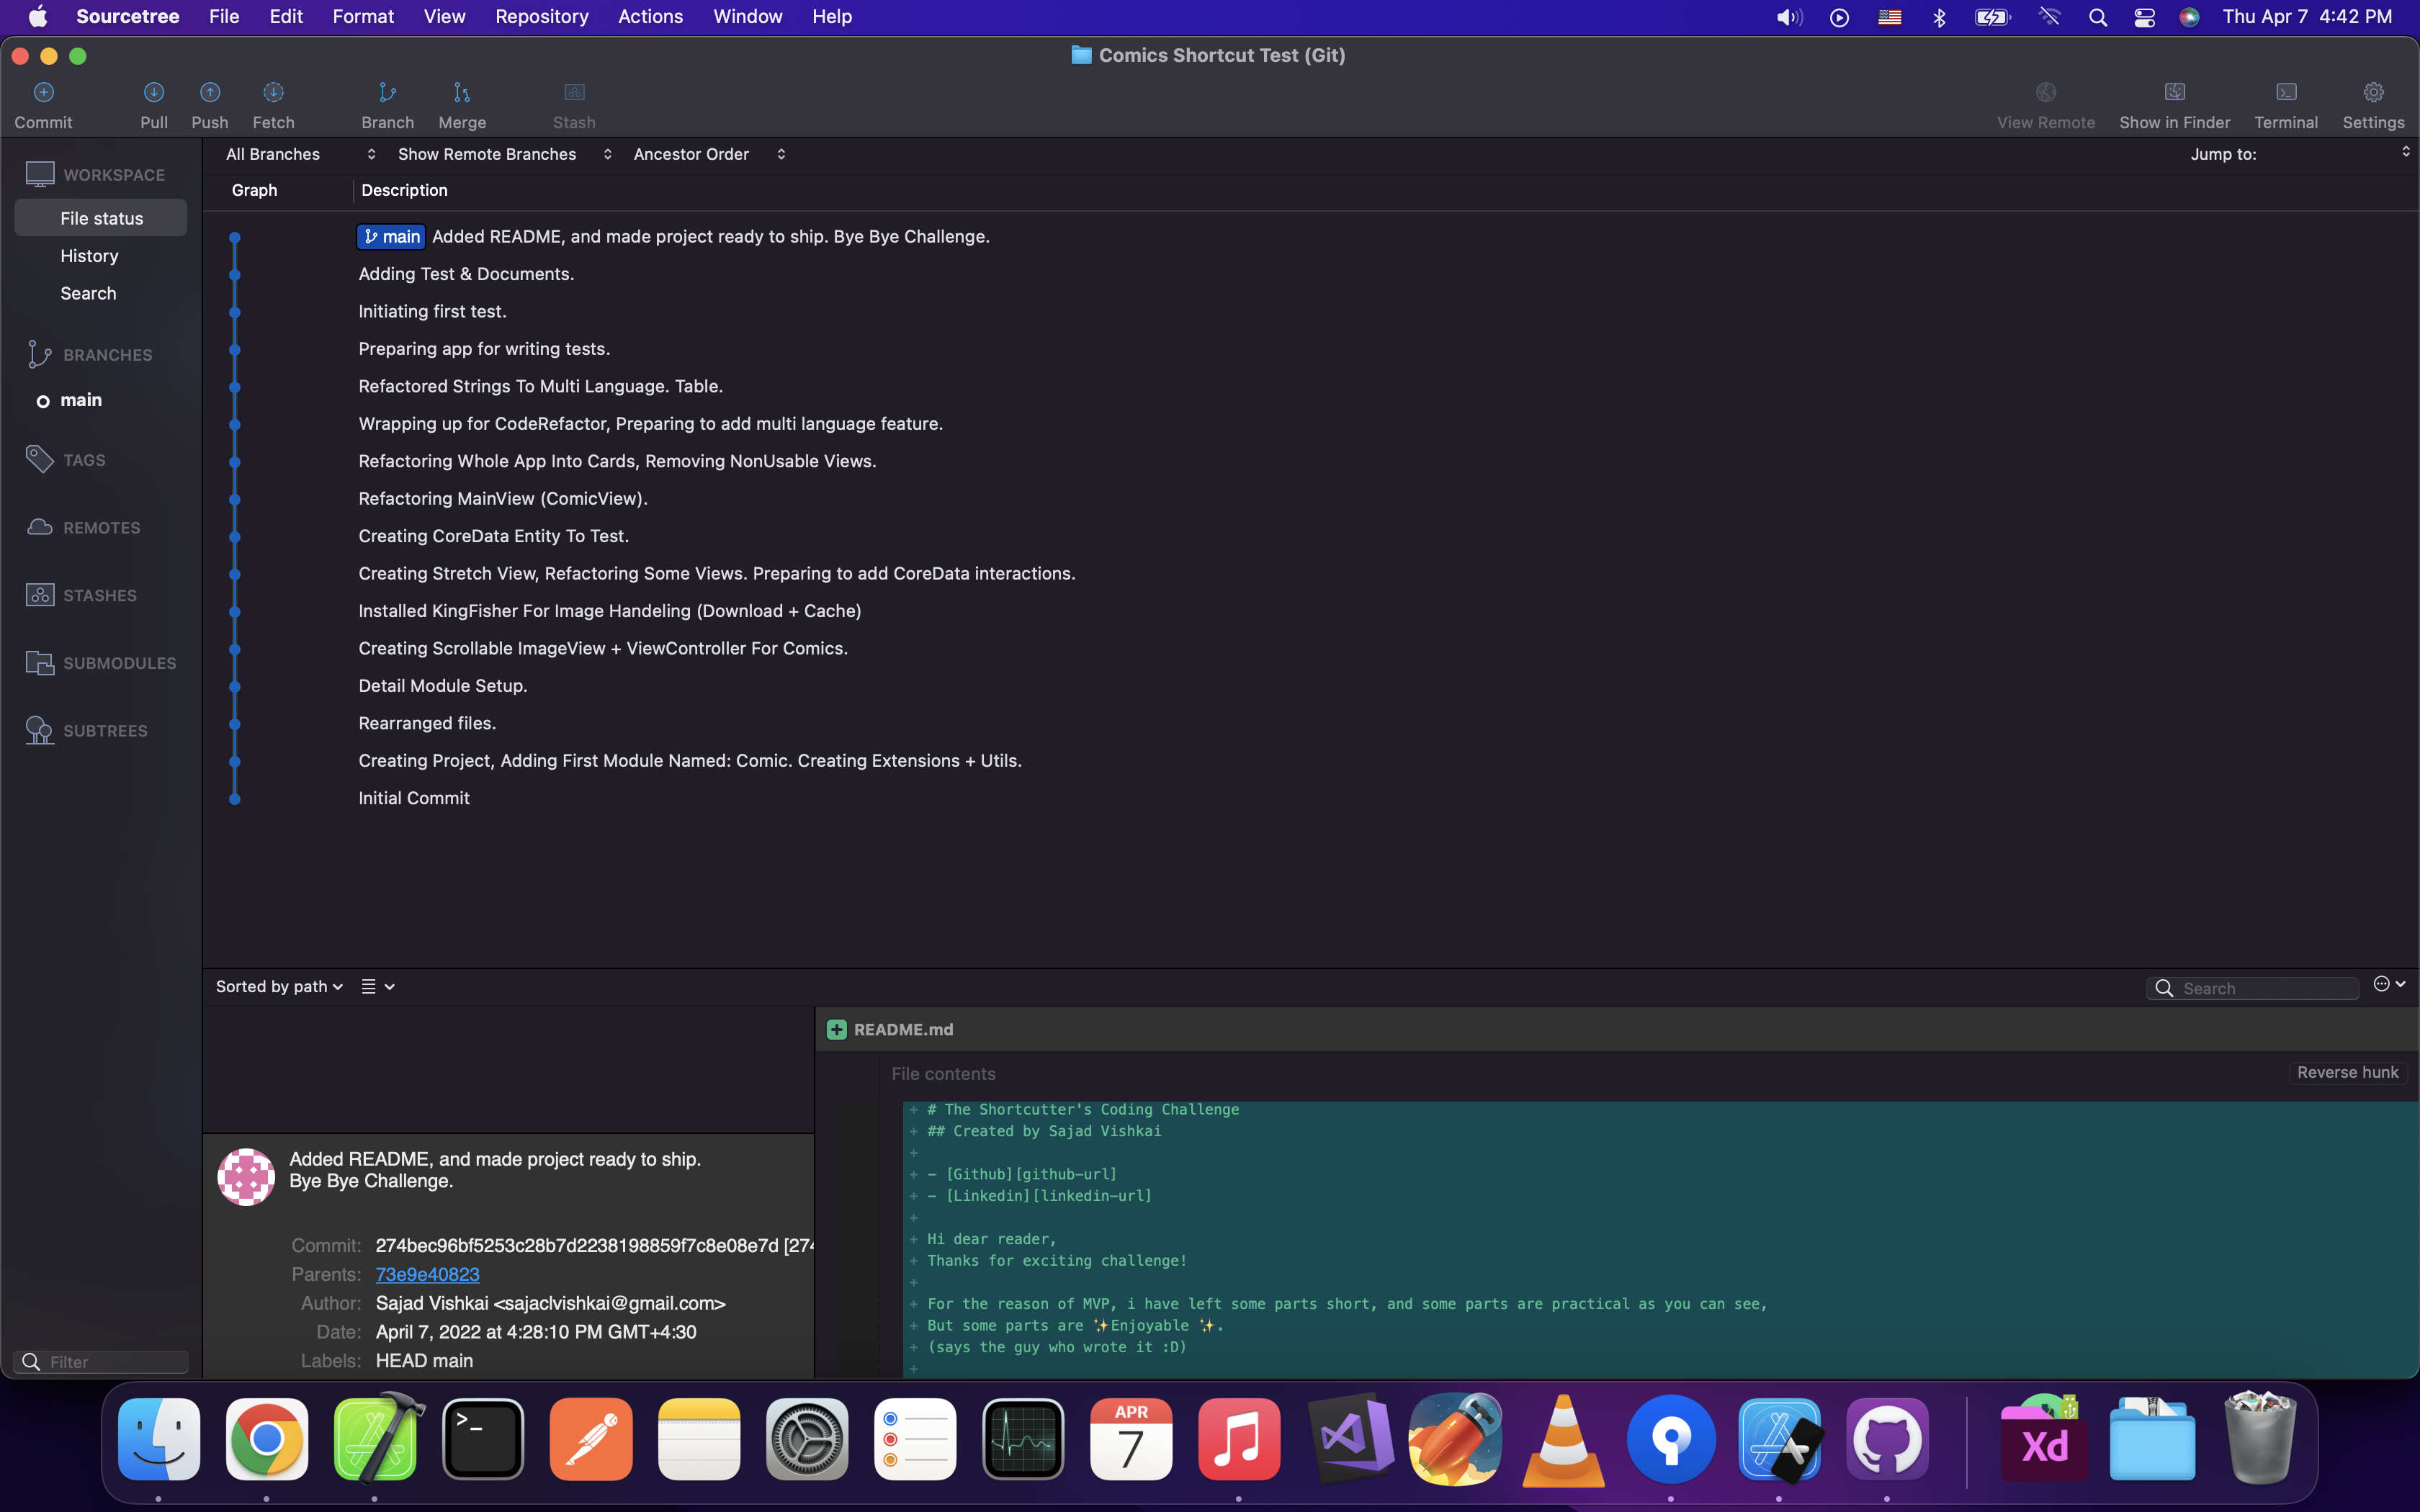 Sourcetree File Edit Format View Repository Actions Window Help Thu Apr 7 4:42 PM
Comics Shortcut Test (Git)
Commit Pull Push Fetch Branch Merge Stash View Remote Show in Finder Terminal Settings
WORKSPACE
File status
History
Search
BRANCHES
main
TAGS
REMOTES
STASHES
SUBMODULES
SUBTREES
Filter
All Branches Show Remote Branches Ancestor Order Jump to:
Graph Description
main Added README, and made project ready to ship. Bye Bye Challenge.
Adding Test & Documents.
Initiating first test.
Preparing app for writing tests.
Refactored Strings To Multi Language. Table.
Wrapping up for CodeRefactor, Preparing to add multi language feature.
Refactoring Whole App Into Cards, Removing NonUsable Views.
Refactoring MainView (ComicView).
Creating CoreData Entity To Test.
Creating Stretch View, Refactoring Some Views. Preparing to add CoreData interactions.
Installed KingFisher For Image Handeling (Download + Cache)
Creating Scrollable ImageView + ViewController For Comics.
Detail Module Setup.
Rearranged files.
Creating Project, Adding First Module Named: Comic. Creating Extensions + Utils.
Initial Commit
Sorted by path Search
Added README, and made project ready to ship.
Bye Bye Challenge.
Commit: 274bec96bf5253c28b7d2238198859f7c8e08e7d [274
Parents: 73e9e40823
Author: Sajad Vishkai <sajaclvishkai@gmail.com>
Date: April 7, 2022 at 4:28:10 PM GMT+4:30
Labels: HEAD main
README.md
File contents Reverse hunk
+ # The Shortcutter's Coding Challenge
+ ## Created by Sajad Vishkai
+
+ - [Github][github-url]
+ - [Linkedin][linkedin-url]
+
+ Hi dear reader,
+ Thanks for exciting challenge!
+
+ For the reason of MVP, i have left some parts short, and some parts are practical as you can see,
+ But some parts are ✨Enjoyable ✨.
+ (says the guy who wrote it :D)
+
>_
APR
7
Xd